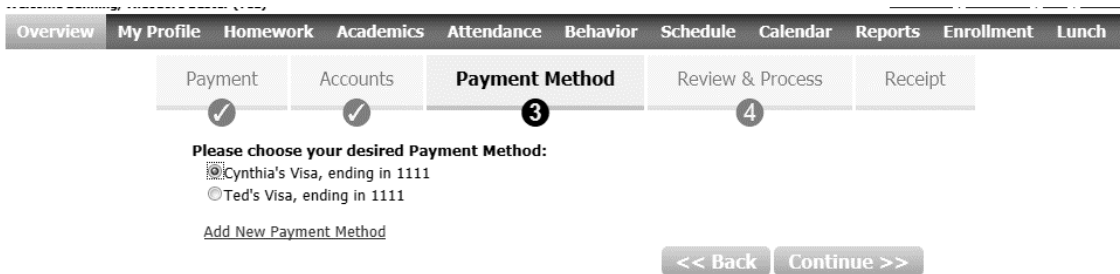 Overview My Profile Homework Academics Attendance Behavior Schedule Calendar Reports Enrollment Lunch
Payment Accounts Payment Method Review & Process Receipt
3 4
Please choose your desired Payment Method:
Cynthia's Visa, ending in 1111
Ted's Visa, ending in 1111
Add New Payment Method
<< Back Continue >>